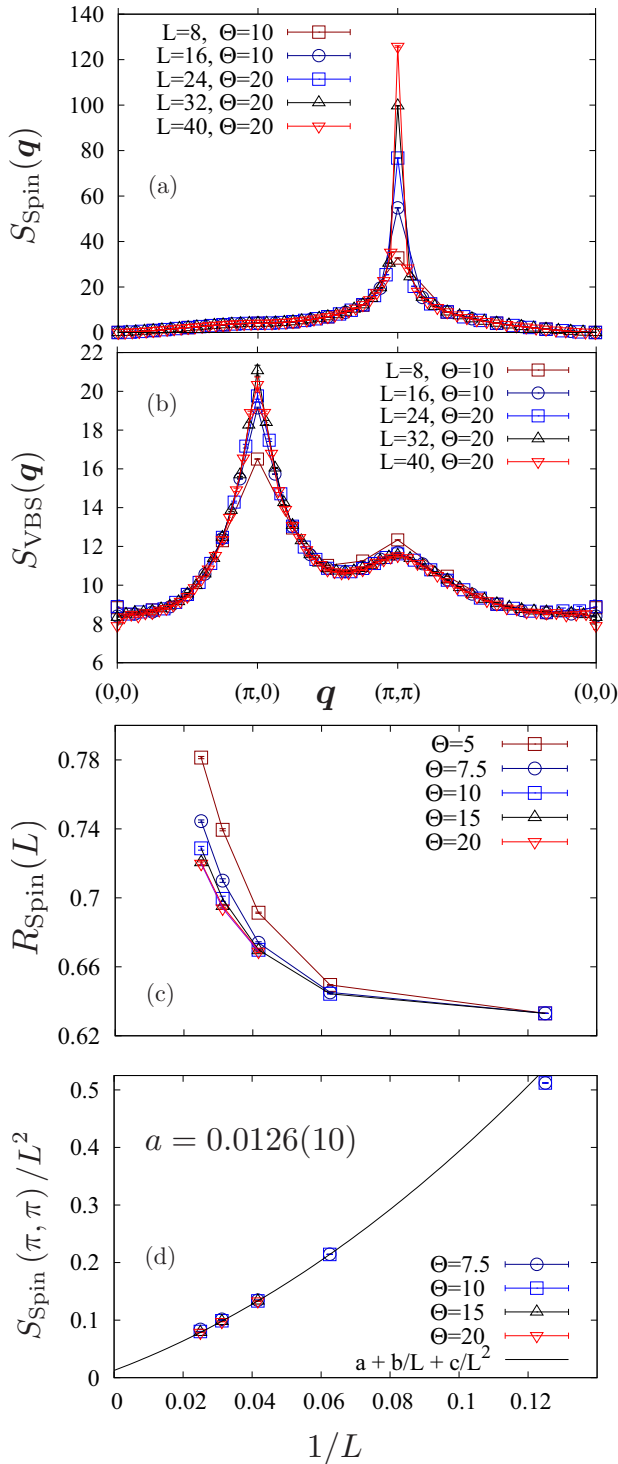 140
120
100
80
60
40
20
0
S_Spin(q)
(a)
L=8, Θ=10
L=16, Θ=10
L=24, Θ=20
L=32, Θ=20
L=40, Θ=20
22
20
18
16
14
12
10
8
6
S_VBS(q)
(b)
L=8, Θ=10
L=16, Θ=10
L=24, Θ=20
L=32, Θ=20
L=40, Θ=20
(0,0) (π,0) q (π,π) (0,0)
0.78
0.74
0.7
0.66
0.62
R_Spin(L)
(c)
Θ=5
Θ=7.5
Θ=10
Θ=15
Θ=20
0.5
0.4
0.3
0.2
0.1
0
S_Spin(π, π)/L²
a = 0.0126(10)
(d)
Θ=7.5
Θ=10
Θ=15
Θ=20
a + b/L + c/L²
0 0.02 0.04 0.06 0.08 0.1 0.12
1/L